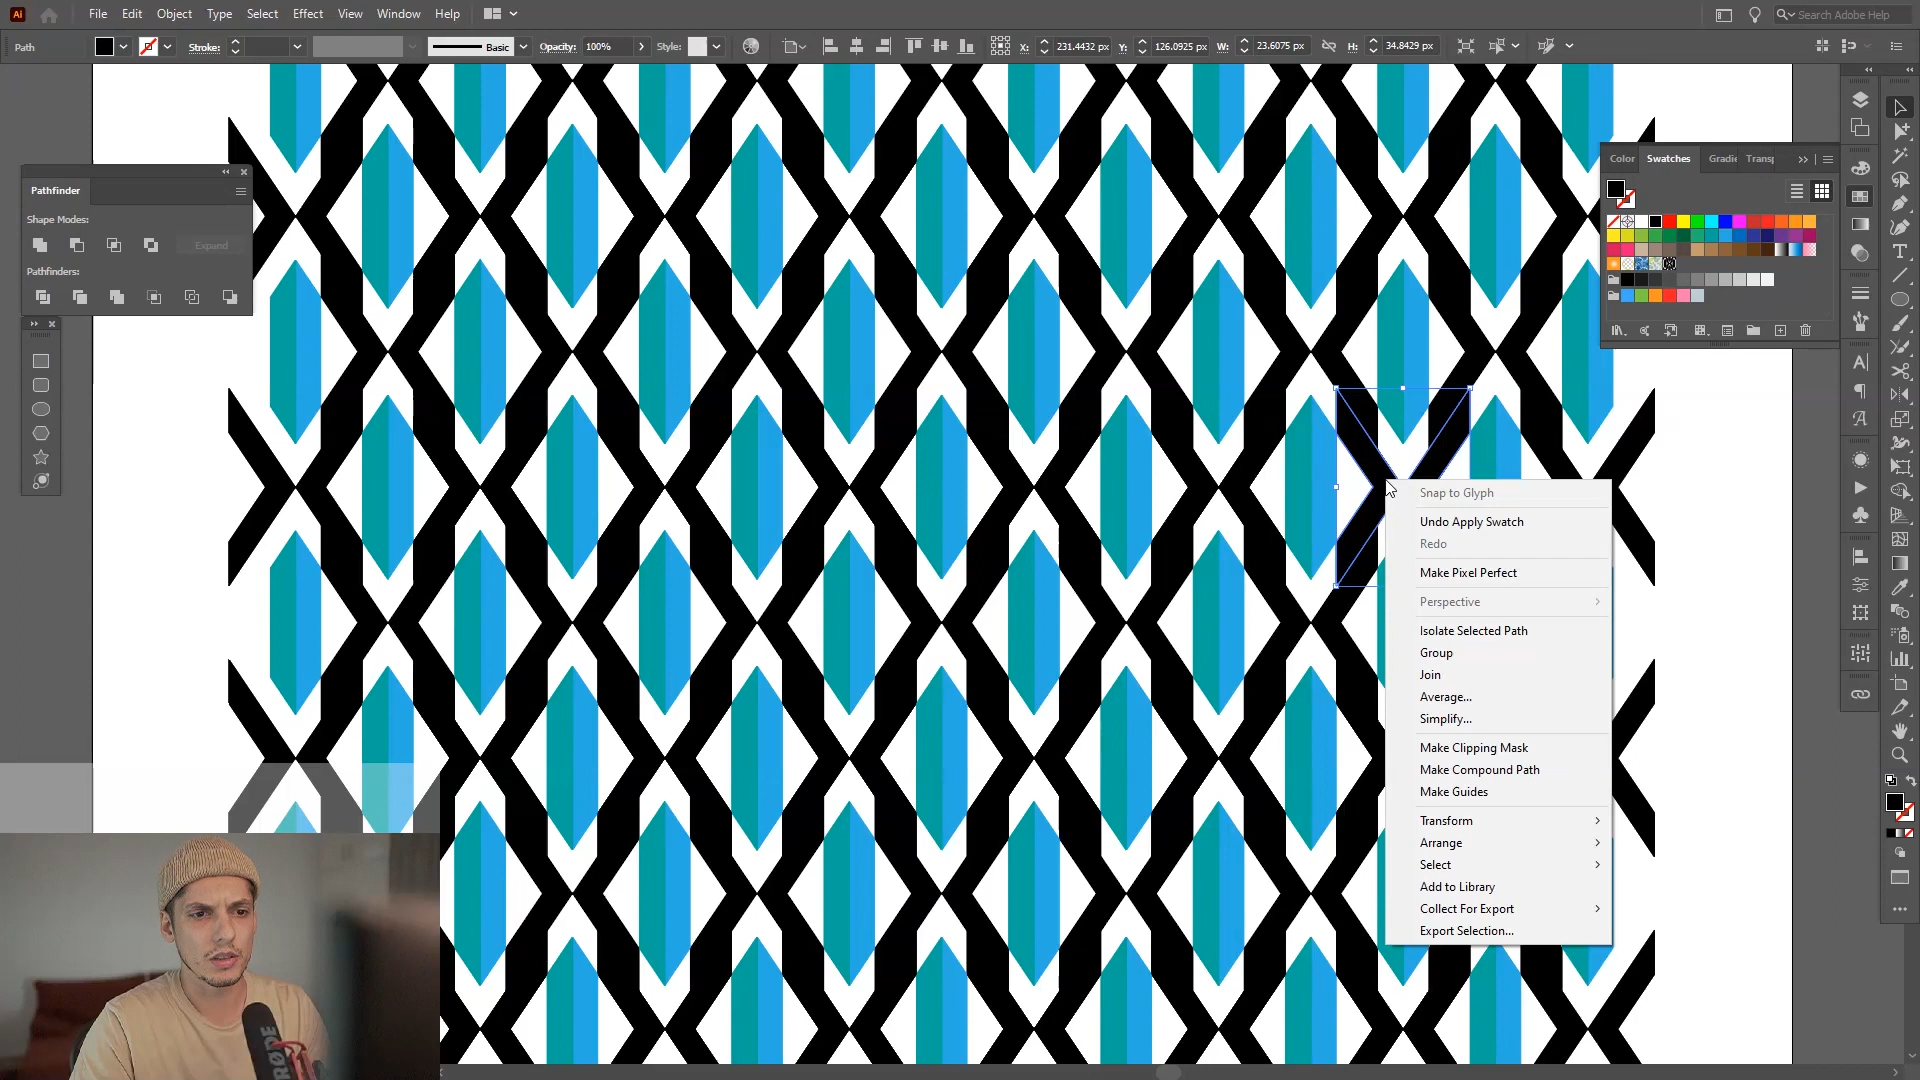 Ai
File Edit Object Type Select Effect View Window Help
Search Adobe Help
Path
Stroke:
Basic
Opacity: 100%
Style:
X: 231.4432 px Y: 126.0925 px W: 23.6075 px H: 34.8429 px
Pathfinder
Shape Modes:
Expand
Pathfinders:
Color Swatches Gradie Transp
Snap to Glyph
Undo Apply Swatch
Redo
Make Pixel Perfect
Perspective
Isolate Selected Path
Group
Join
Average...
Simplify...
Make Clipping Mask
Make Compound Path
Make Guides
Transform
Arrange
Select
Add to Library
Collect For Export
Export Selection...
RØDE